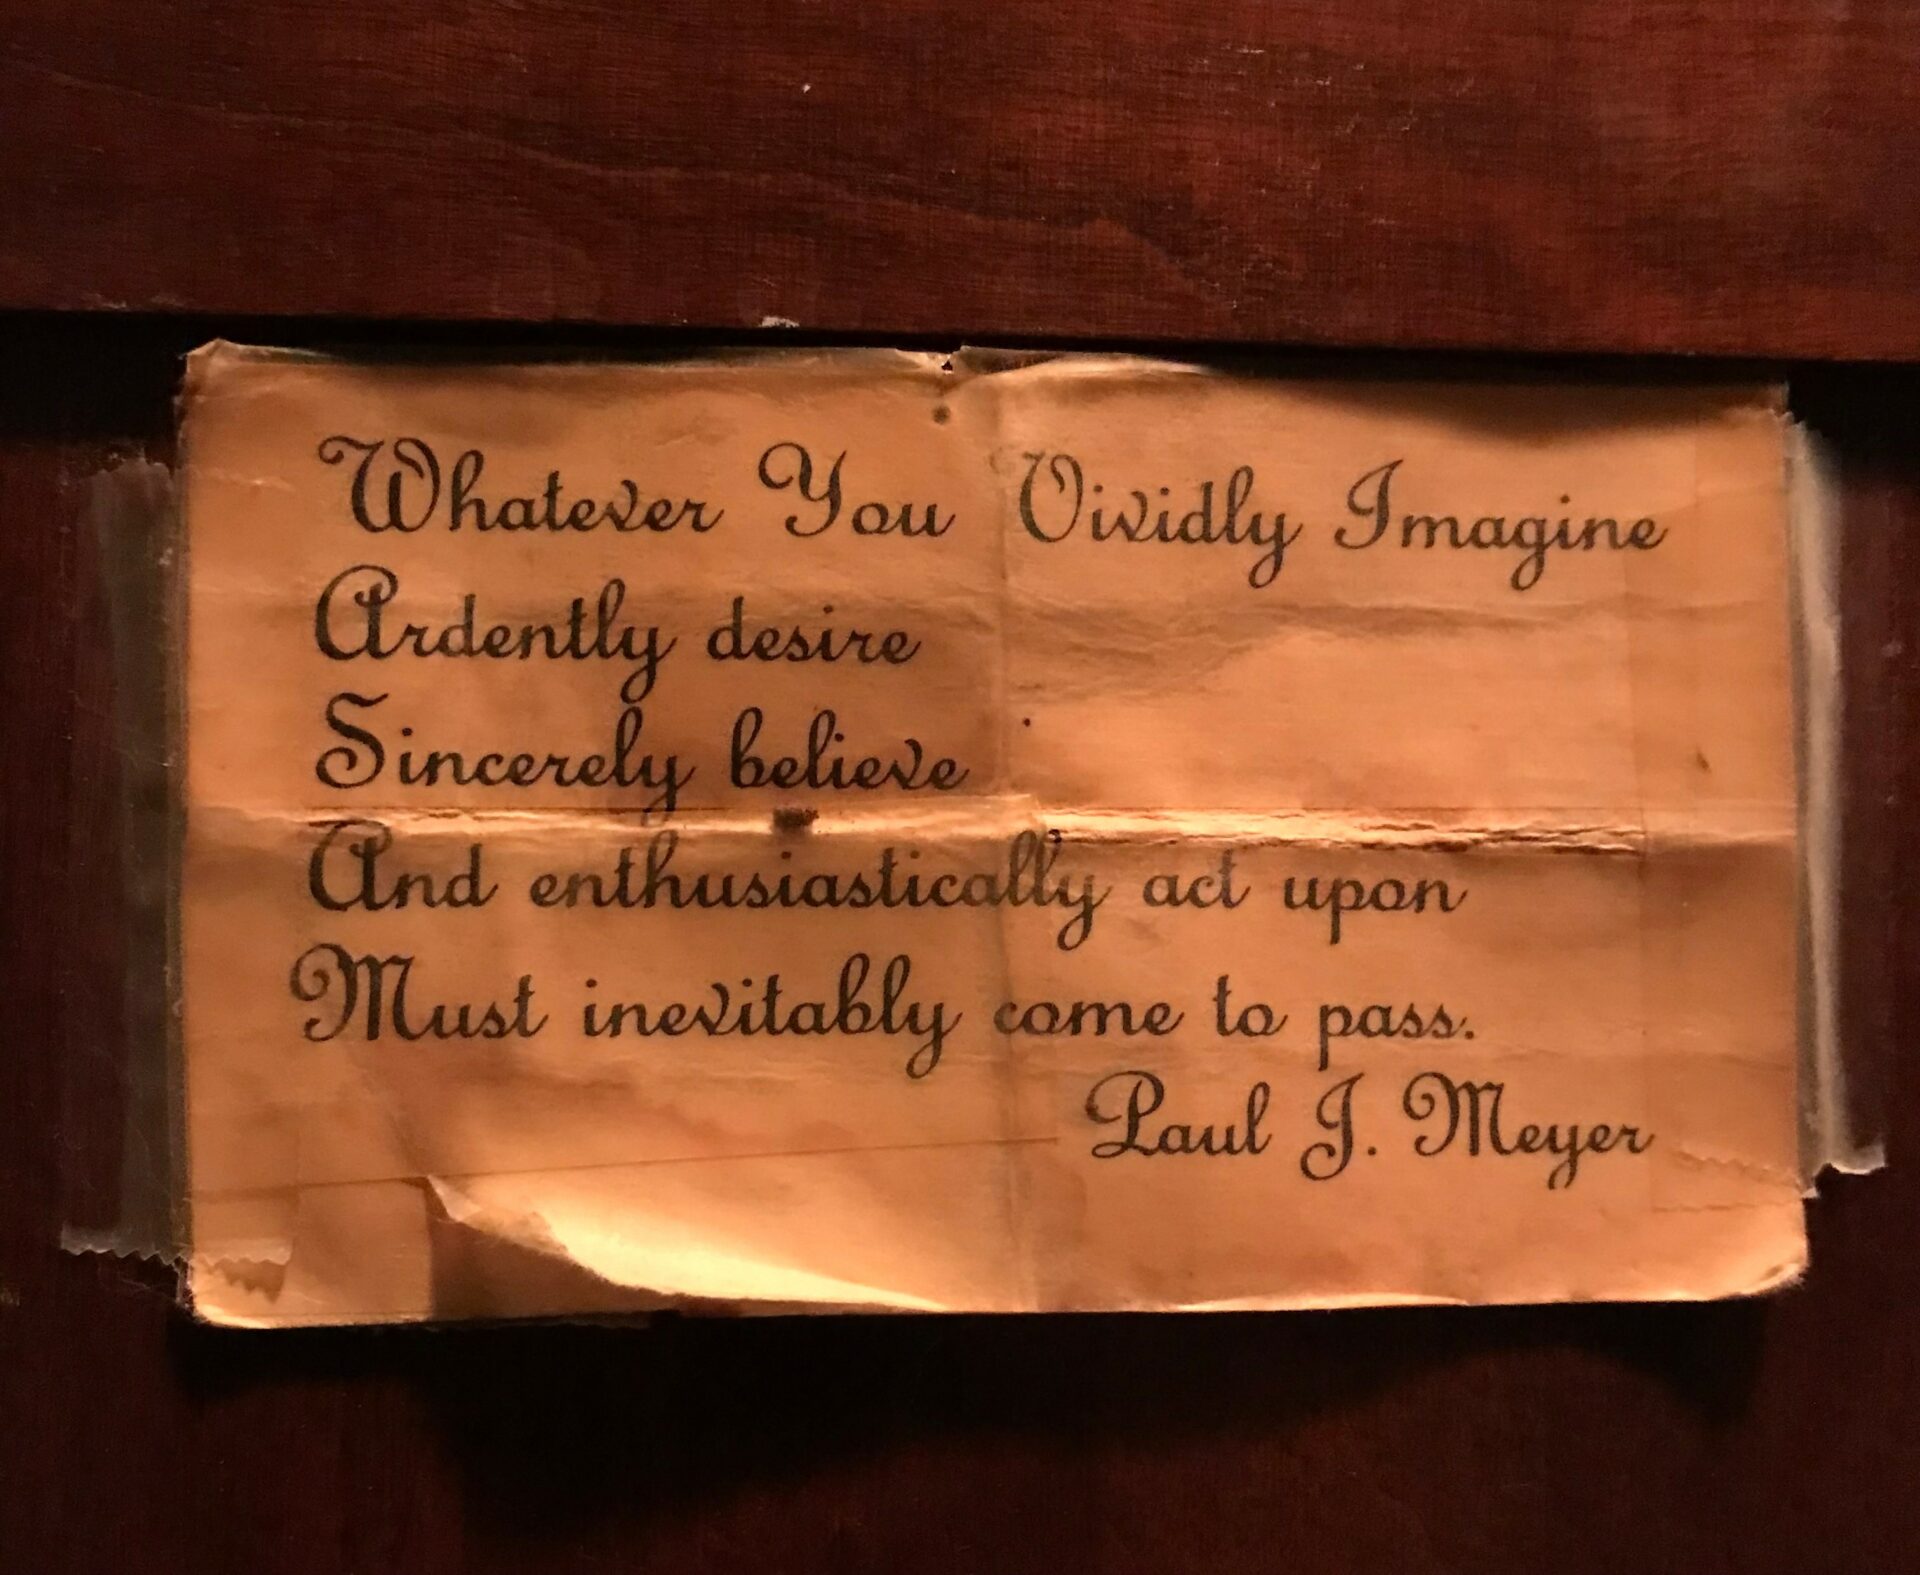 Whatever You Vividly Imagine
Ardently desire
Sincerely believe
And enthusiastically act upon
Must inevitably come to pass.
Paul J. Meyer